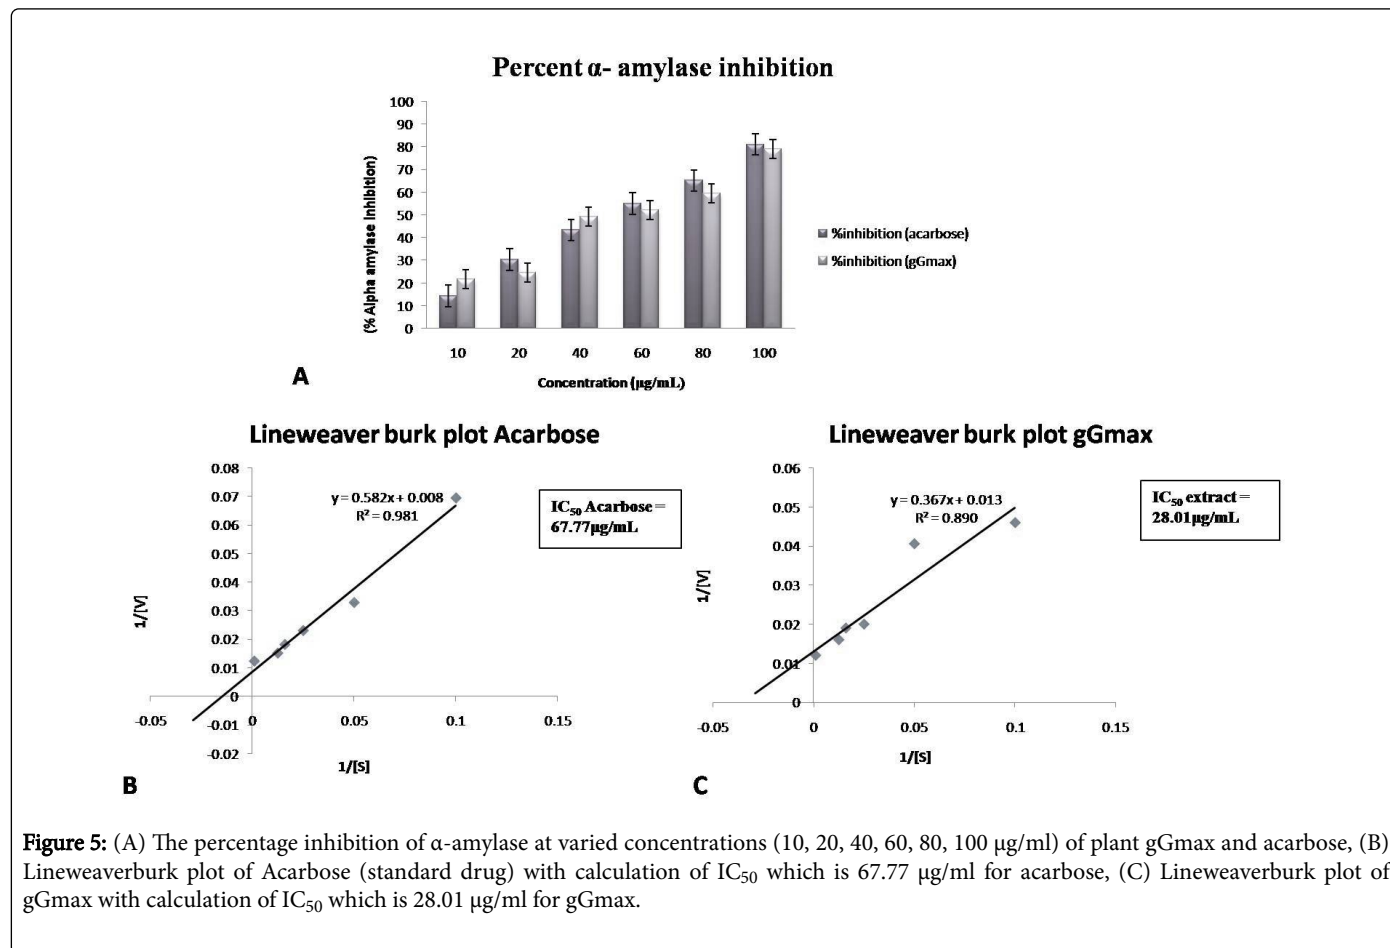 Percent α- amylase inhibition
(% Alpha amylase inhibition)
100
90
80
70
60
50
40
30
20
10
0
10 20 40 60 80 100
Concentration (µg/mL)
%inhibition (acarbose)
%inhibition (gGmax)
A
Lineweaver burk plot Acarbose
0.08
0.07
0.06
0.05
0.04
0.03
0.02
0.01
0
-0.01
-0.02
-0.05 0 0.05 0.1 0.15
1/[V]
1/[S]
y = 0.582x + 0.008
R² = 0.981
IC₅₀ Acarbose =
67.77µg/mL
B
Lineweaver burk plot gGmax
0.06
0.05
0.04
0.03
0.02
0.01
0
-0.05 0 0.05 0.1 0.15
1/[V]
1/[S]
y = 0.367x + 0.013
R² = 0.890
IC₅₀ extract =
28.01µg/mL
C
Figure 5: (A) The percentage inhibition of α-amylase at varied concentrations (10, 20, 40, 60, 80, 100 µg/ml) of plant gGmax and acarbose, (B)
Lineweaverburk plot of Acarbose (standard drug) with calculation of IC₅₀ which is 67.77 µg/ml for acarbose, (C) Lineweaverburk plot of
gGmax with calculation of IC₅₀ which is 28.01 µg/ml for gGmax.